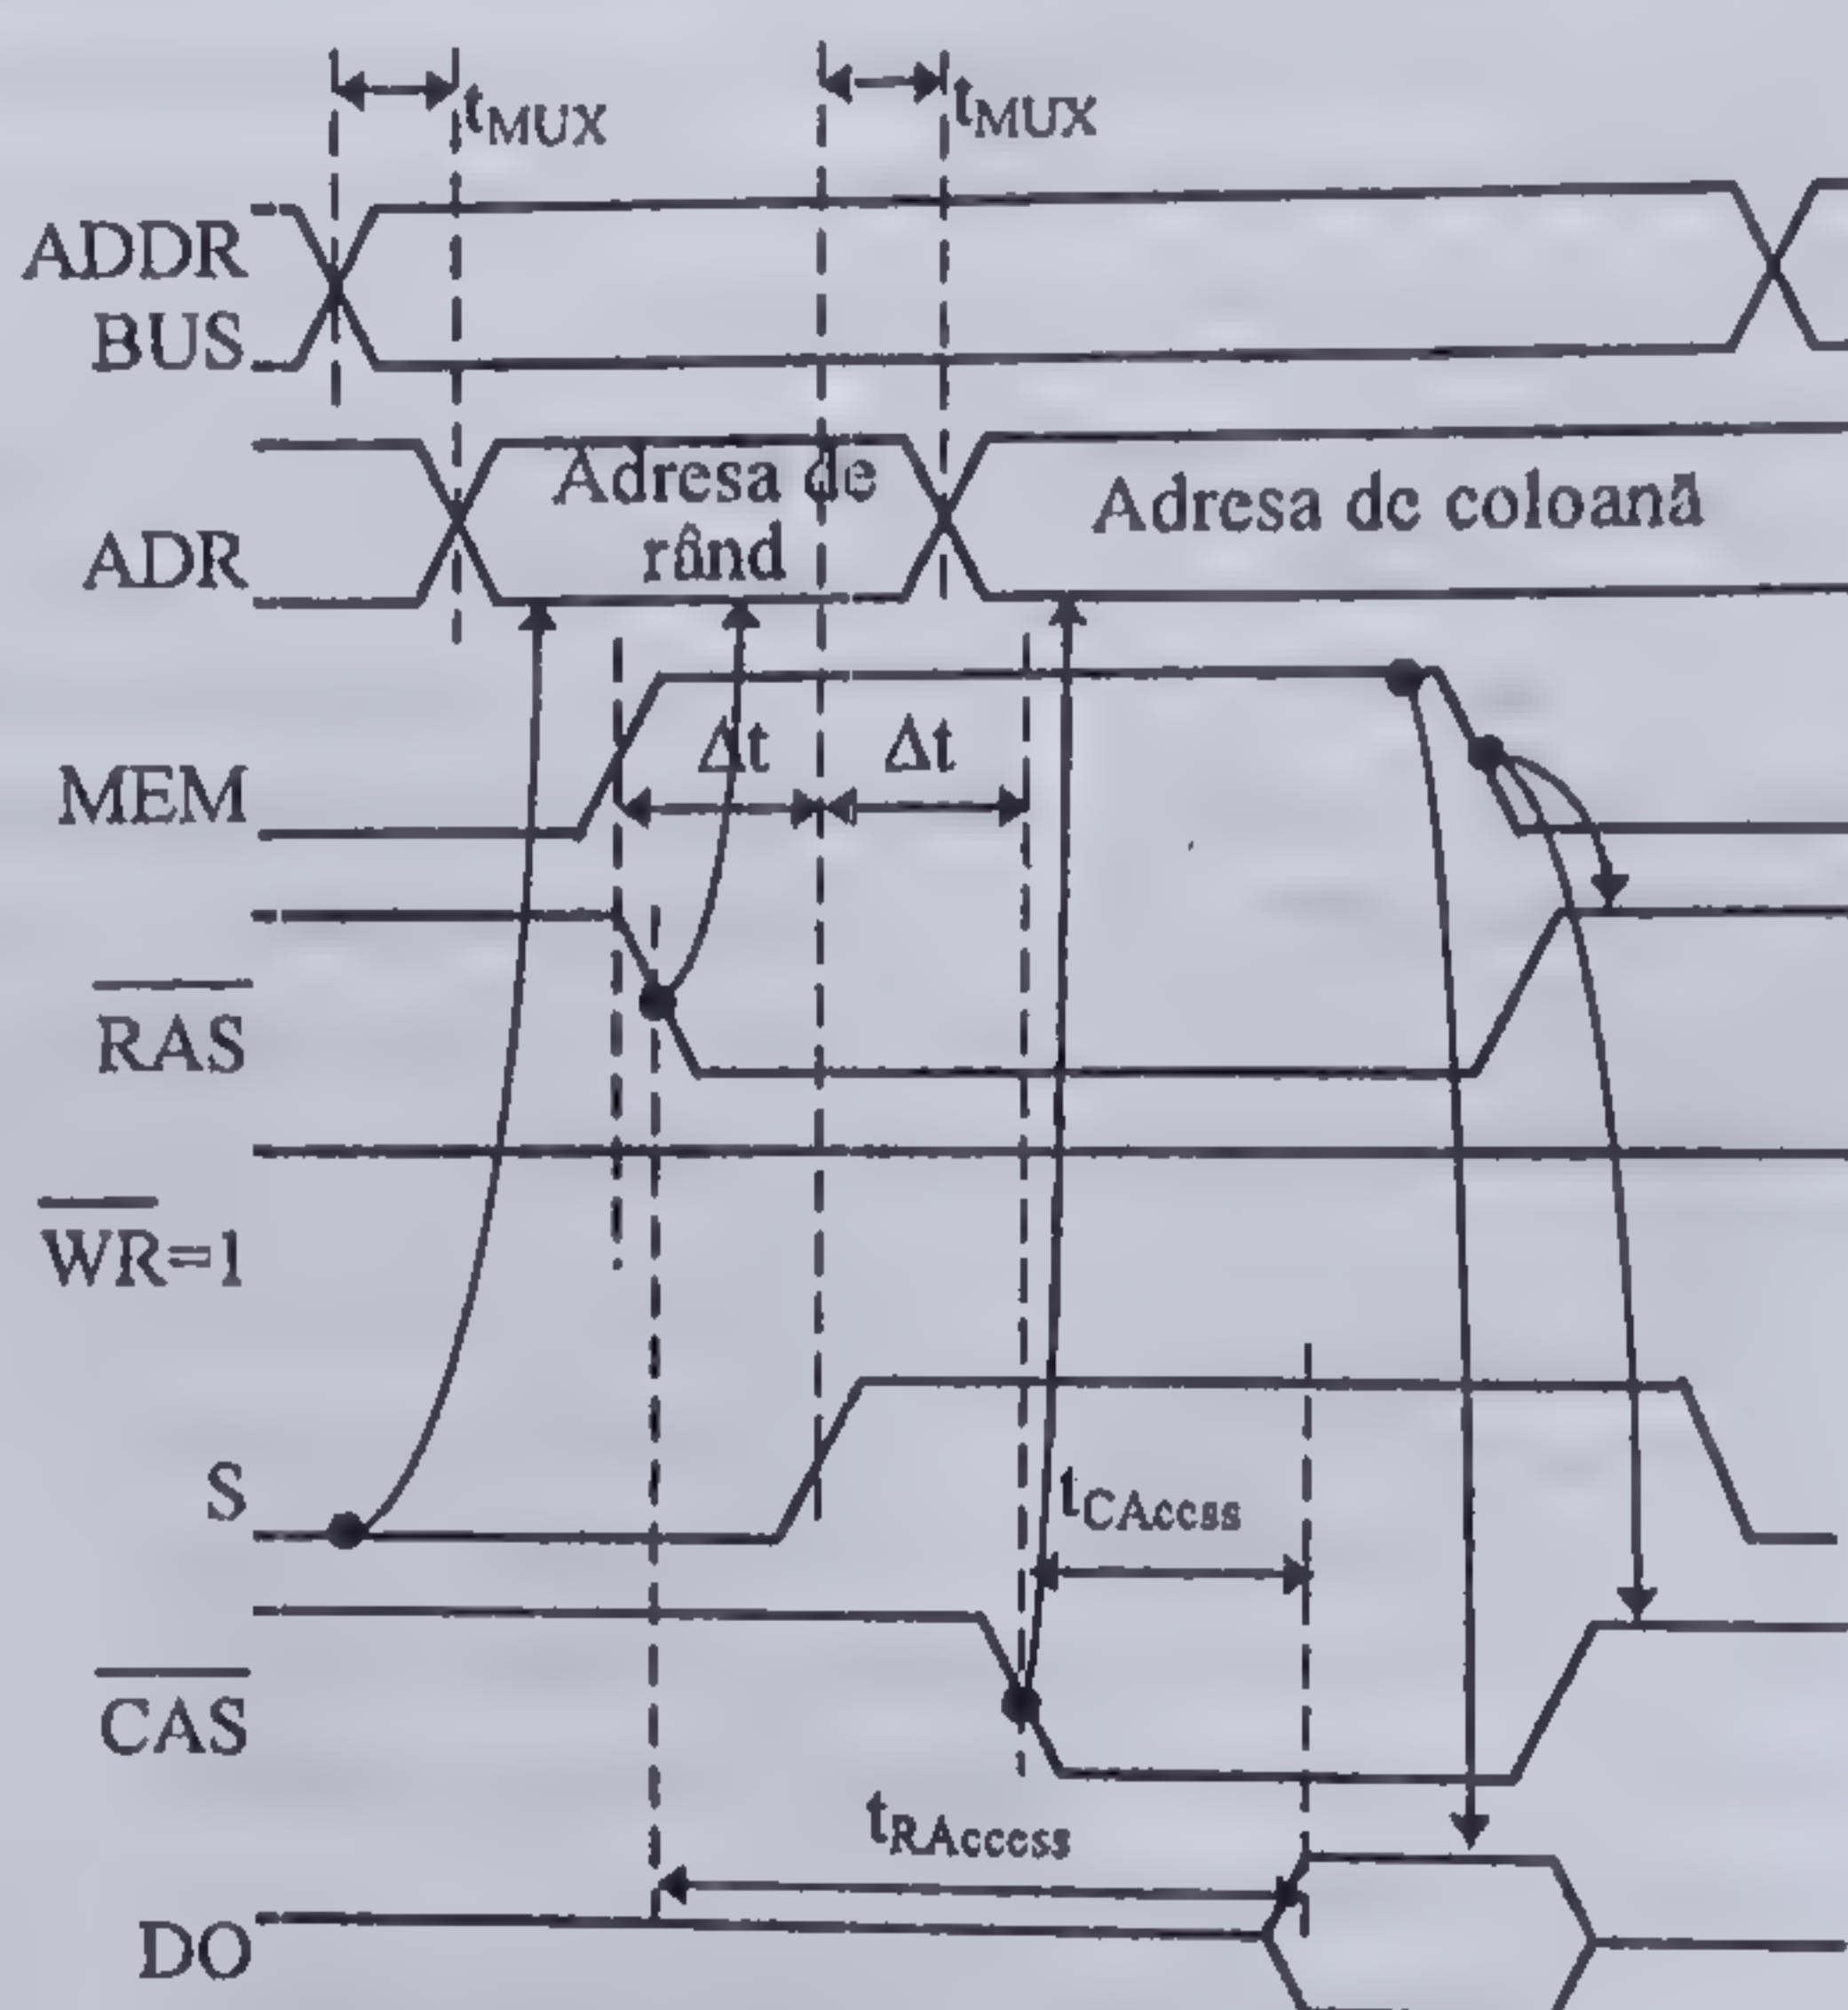 tMUX
tMUX
ADDR
BUS
Adresa de
rând
Adresa de coloană
ADR
Δt
Δt
MEM
RAS
WR=1
S
tCAccss
CAS
tRAccess
DO